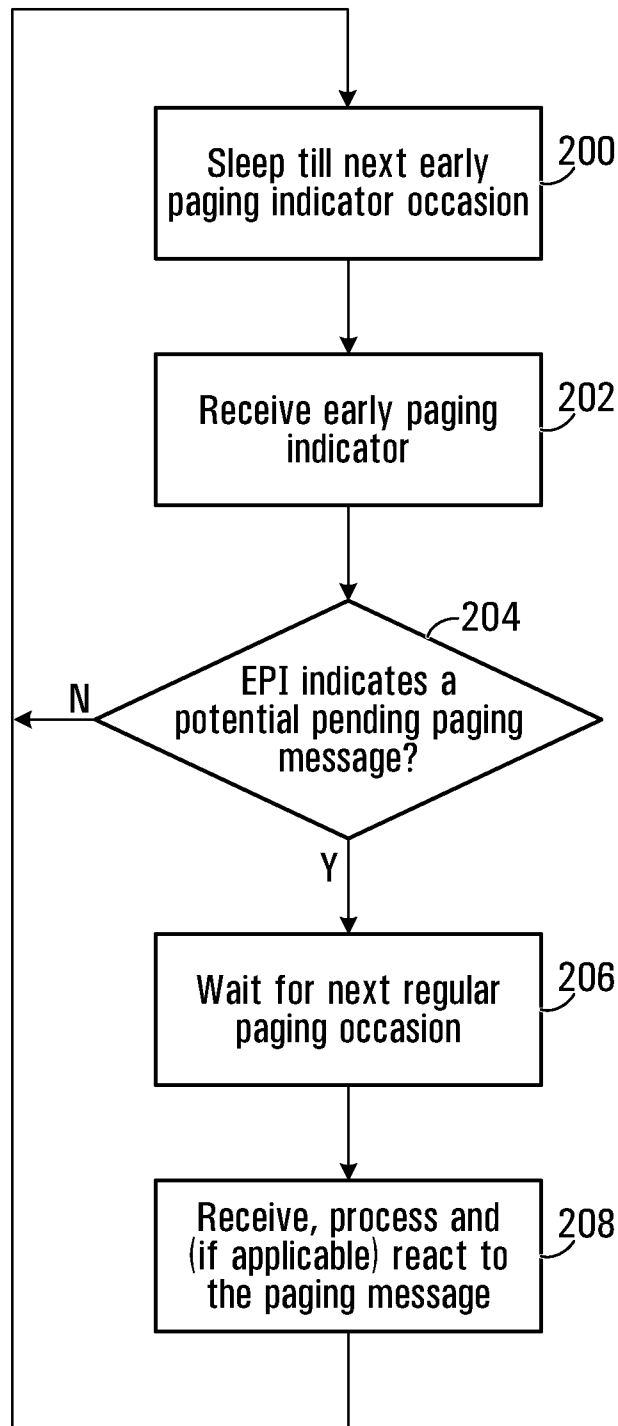 Sleep till next early
paging indicator occasion
200
Receive early paging
indicator
202
204
EPI indicates a
potential pending paging
message?
N
Y
Wait for next regular
paging occasion
206
Receive, process and
(if applicable) react to
the paging message
208